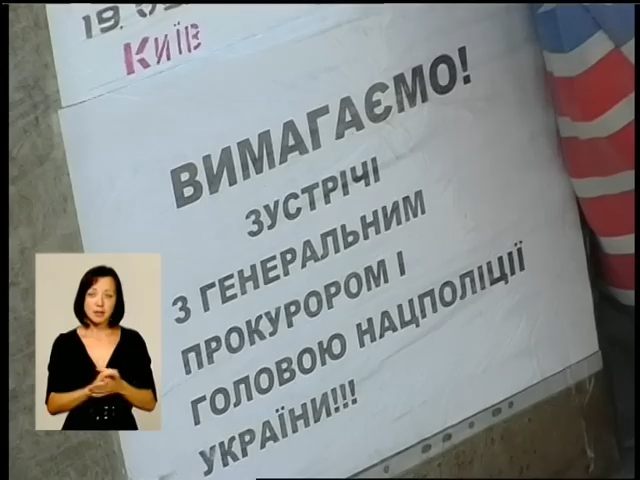 КИЇВ
ВИМАГАЄМО!
ЗУСТРІЧІ
З ГЕНЕРАЛЬНИМ
ПРОКУРОРОМ І
ГОЛОВОЮ НАЦПОЛІЦІЇ
УКРАЇНИ!!!